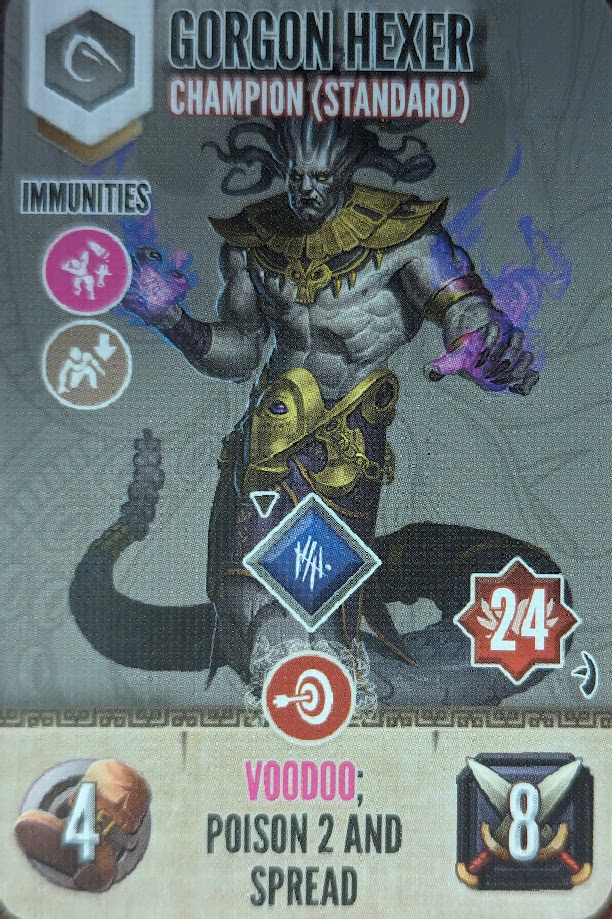 GORGON HEXER
CHAMPION (STANDARD)
IMMUNITIES
24
4
VOODOO;
POISON 2 AND
SPREAD
8